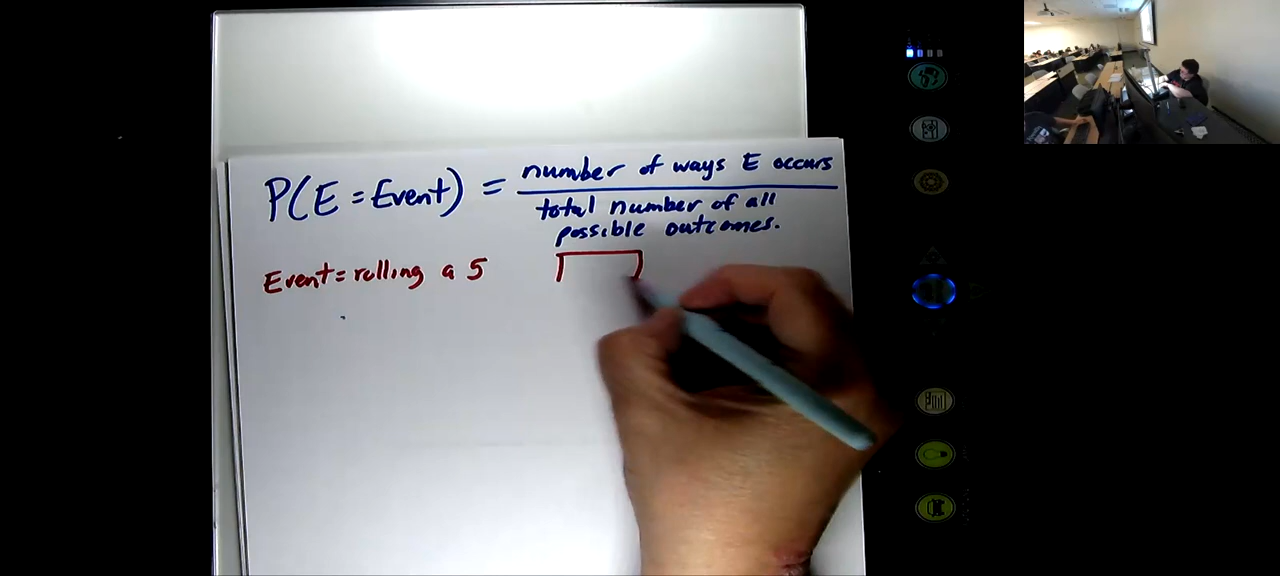 P(E = Event) = number of ways E occurs
total number of all
possible outcomes.
Event = rolling a 5